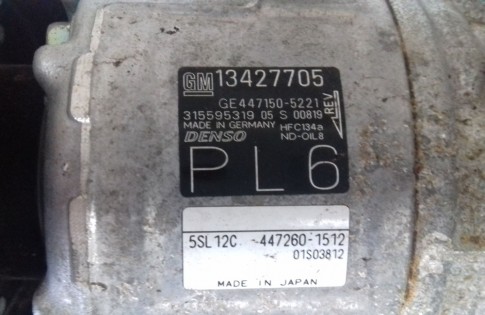 GM 13427705
GE447150-5221
315595319 05 S 00819
MADE IN GERMANY HFC134a
DENSO ND-OIL8
REV
PL6
5SL12C 447260-1512
01S03812
MADE IN JAPAN